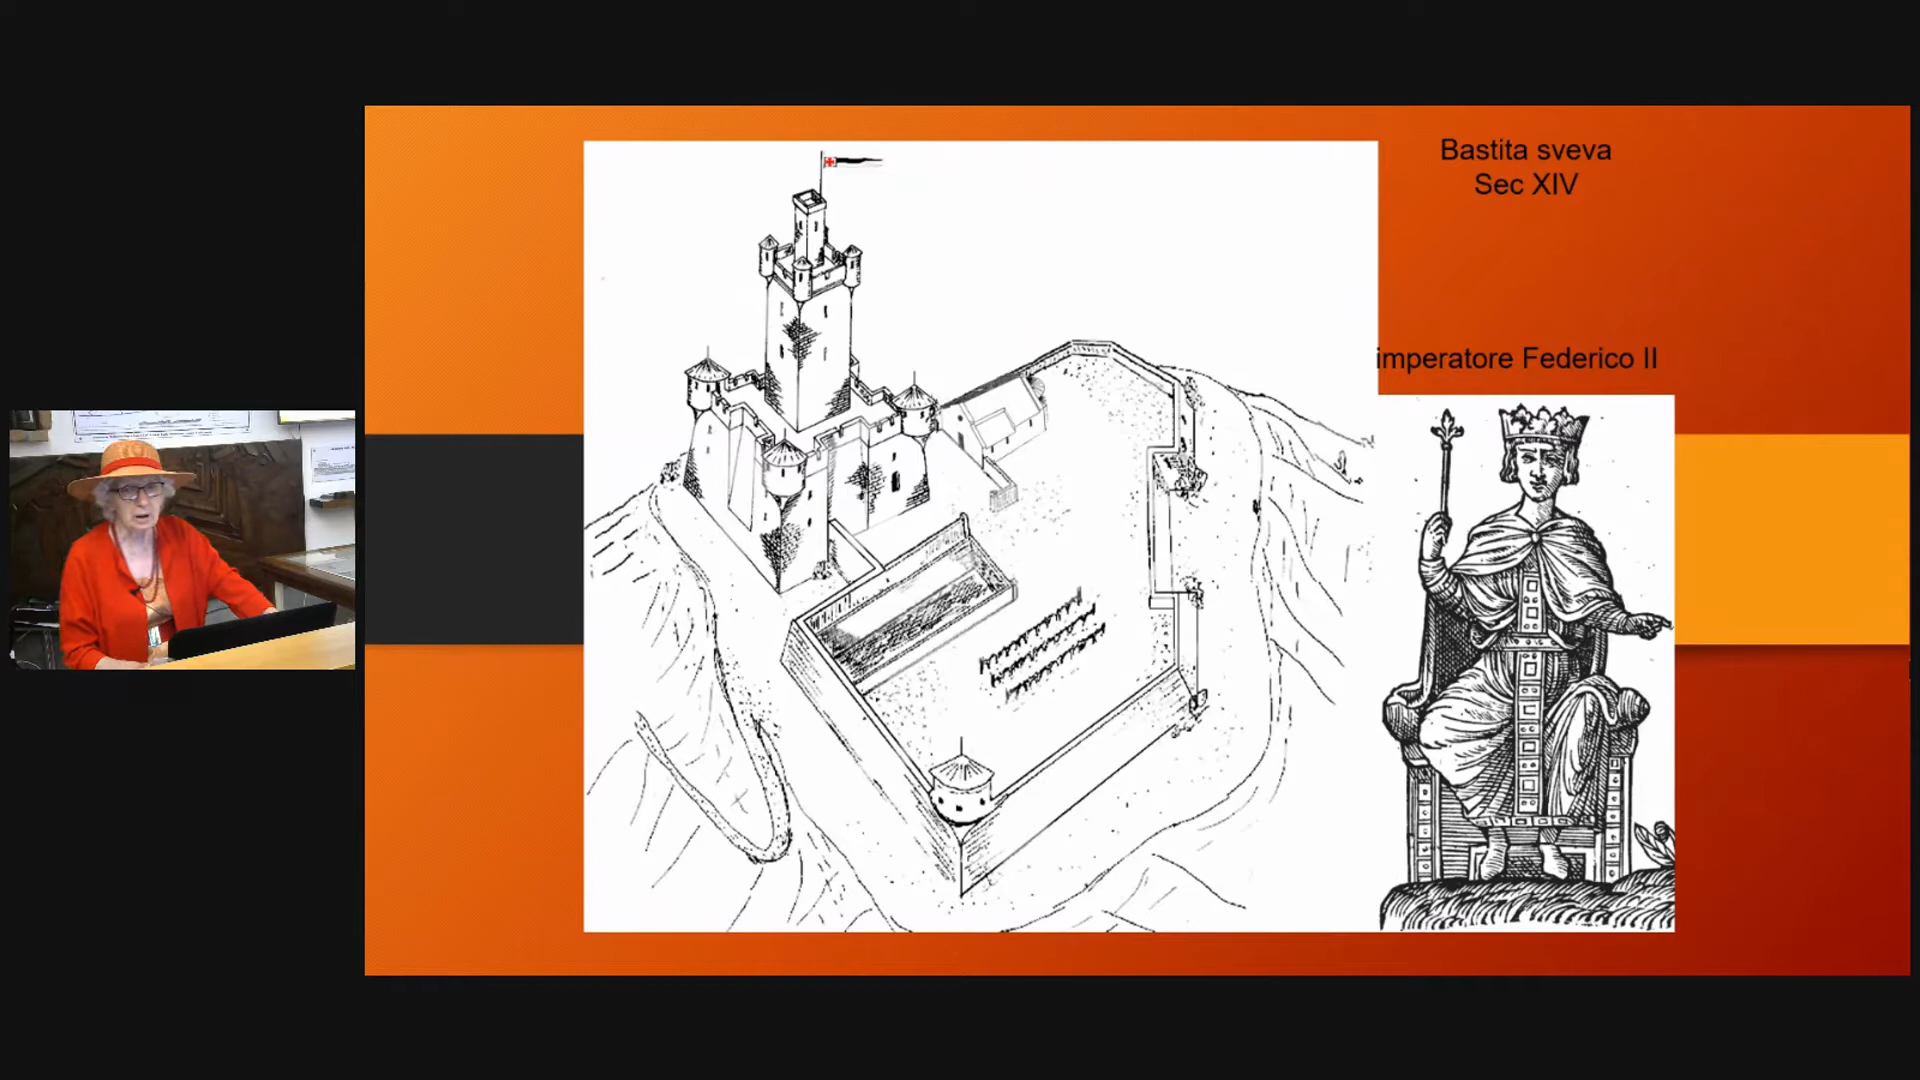 Bastita sveva
Sec XIV
imperatore Federico II